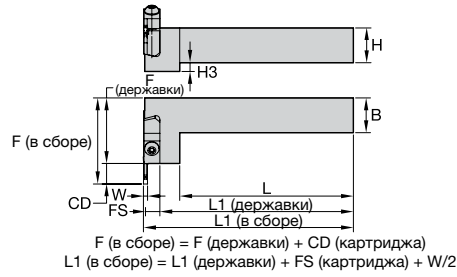 H
F
H3
(державки)
F (в сборе)
B
W
L
CD
FS
L1 (державки)
L1 (в сборе)
F (в сборе) = F (державки) + CD (картриджа)
L1 (в сборе) = L1 (державки) + FS (картриджа) + W/2